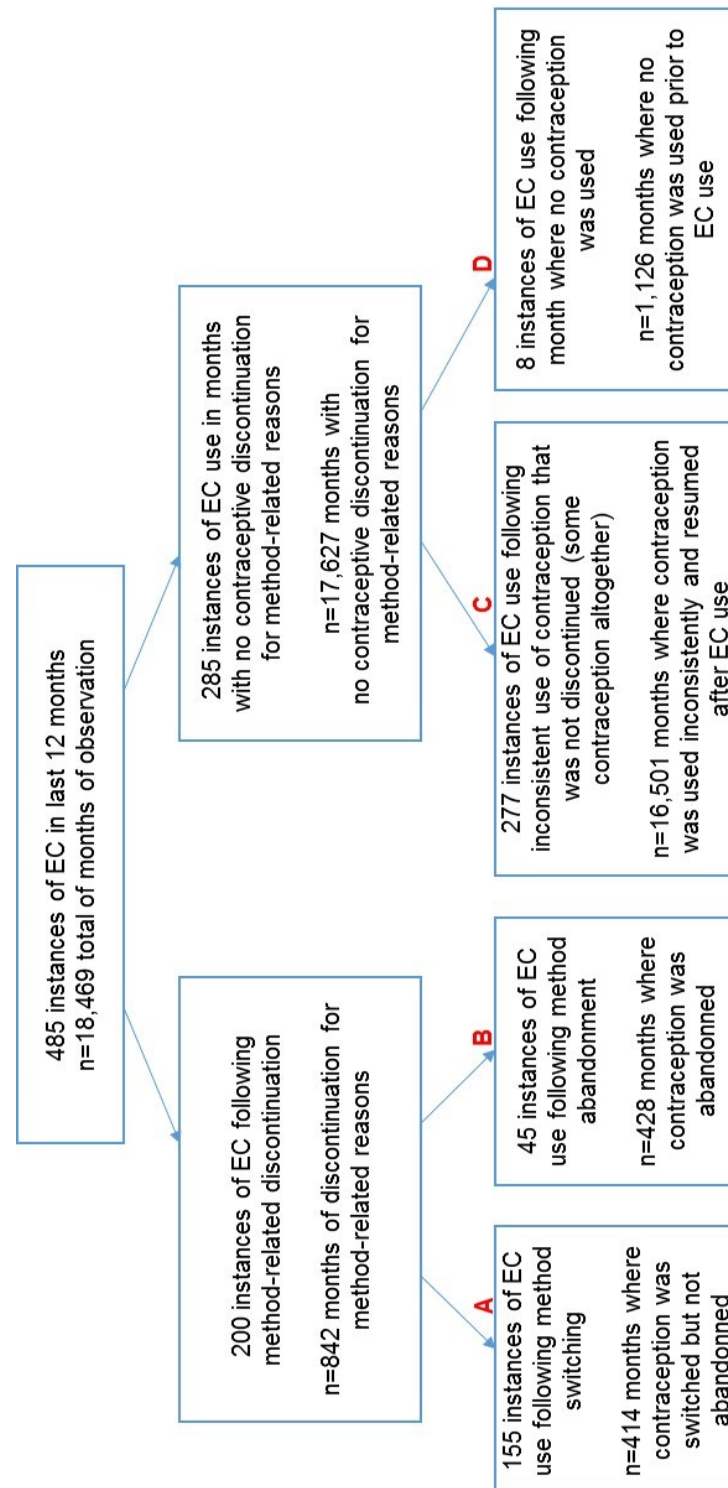 485 instances of EC in last 12 months
n=18,469 total of months of observation
200 instances of EC following
method-related discontinuation
n=842 months of discontinuation for
method-related reasons
285 instances of EC use in months
with no contraceptive discontinuation
for method-related reasons
n=17,627 months with
no contraceptive discontinuation for
method-related reasons
A
155 instances of EC
use following method
switching
n=414 months where
contraception was
switched but not
abandonned
B
45 instances of EC
use following method
abandonment
n=428 months where
contraception was
abandonned
C
277 instances of EC use following
inconsistent use of contraception that
was not discontinued (some
contraception altogether)
n=16,501 months where contraception
was used inconsistently and resumed
after EC use
D
8 instances of EC use following
month where no contraception
was used
n=1,126 months where no
contraception was used prior to
EC use